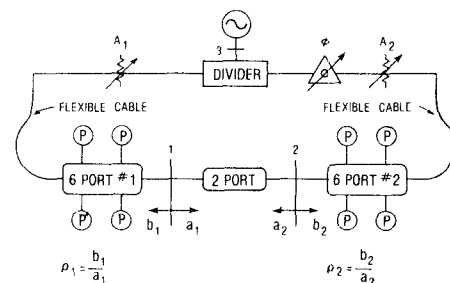 A1
3
DIVIDER
φ
A2
FLEXIBLE CABLE
FLEXIBLE CABLE
P P
P P
6 PORT #1
1
2 PORT
2
6 PORT #2
P P
P P
b1 a1
a2 b2
ρ1 = b1/a1
ρ2 = b2/a2